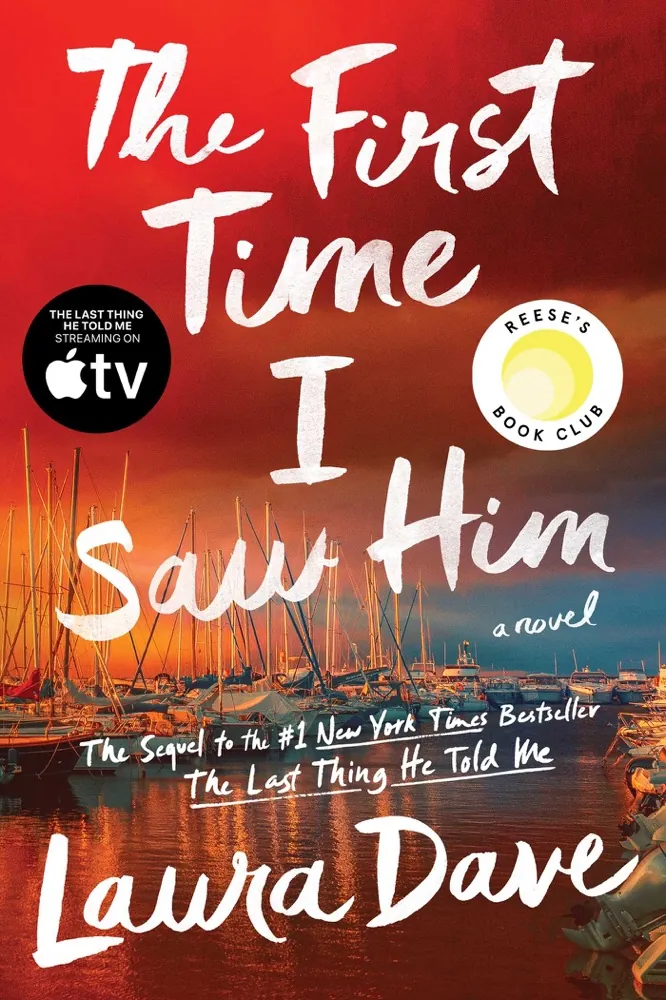 The First
Time
THE LAST THING
HE TOLD ME
STREAMING ON
tv
REESE'S
BOOK CLUB
I
Saw Him
a novel
The Sequel to the #1 New York Times Bestseller
The Last Thing He Told Me
Laura Dave